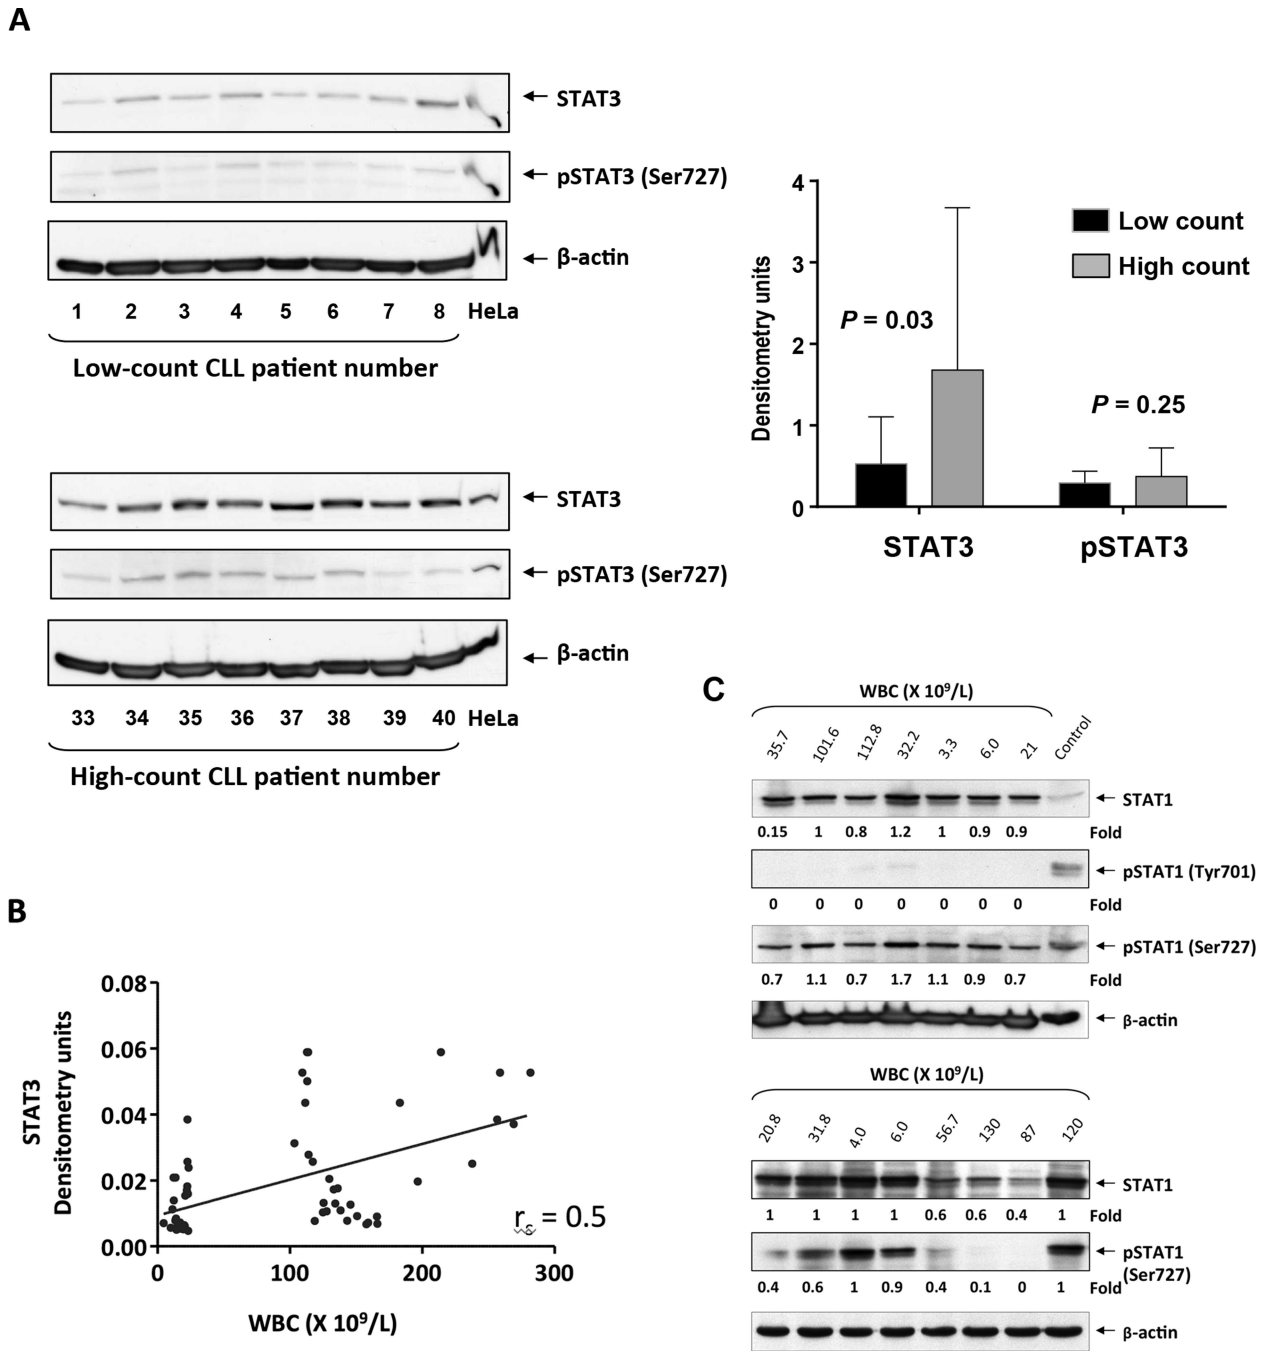 A
STAT3
pSTAT3 (Ser727)
β-actin
1 2 3 4 5 6 7 8 HeLa
Low-count CLL patient number
STAT3
pSTAT3 (Ser727)
β-actin
33 34 35 36 37 38 39 40 HeLa
High-count CLL patient number
Densitometry units
4
3
2
1
0
Low count
High count
P = 0.03
P = 0.25
STAT3 pSTAT3
B
STAT3
Densitometry units
0.08
0.06
0.04
0.02
0.00
rs = 0.5
0 100 200 300
WBC (X 10⁹/L)
C
WBC (X 10⁹/L)
35.7 101.6 112.8 32.2 3.3 6.0 21 Control
STAT1
0.15 1 0.8 1.2 1 0.9 0.9 Fold
pSTAT1 (Tyr701)
0 0 0 0 0 0 0 Fold
pSTAT1 (Ser727)
0.7 1.1 0.7 1.7 1.1 0.9 0.7 Fold
β-actin
WBC (X 10⁹/L)
20.8 31.8 4.0 6.0 56.7 130 87 120
STAT1
1 1 1 1 0.6 0.6 0.4 1 Fold
pSTAT1
(Ser727)
0.4 0.6 1 0.9 0.4 0.1 0 1 Fold
β-actin